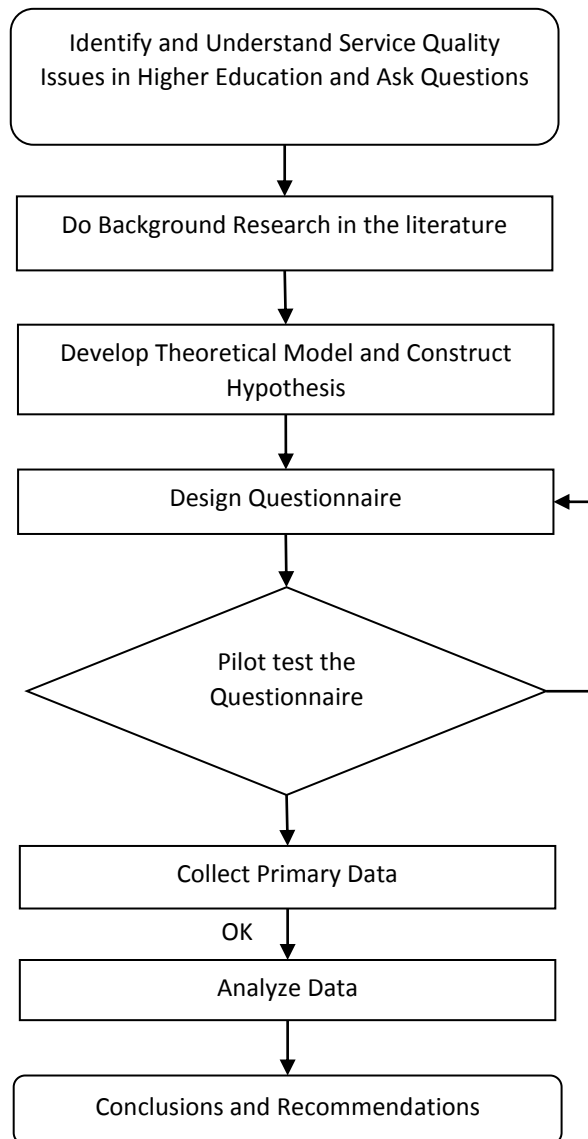 Identify and Understand Service Quality
Issues in Higher Education and Ask Questions
Do Background Research in the literature
Develop Theoretical Model and Construct
Hypothesis
Design Questionnaire
Pilot test the
Questionnaire
Collect Primary Data
OK
Analyze Data
Conclusions and Recommendations